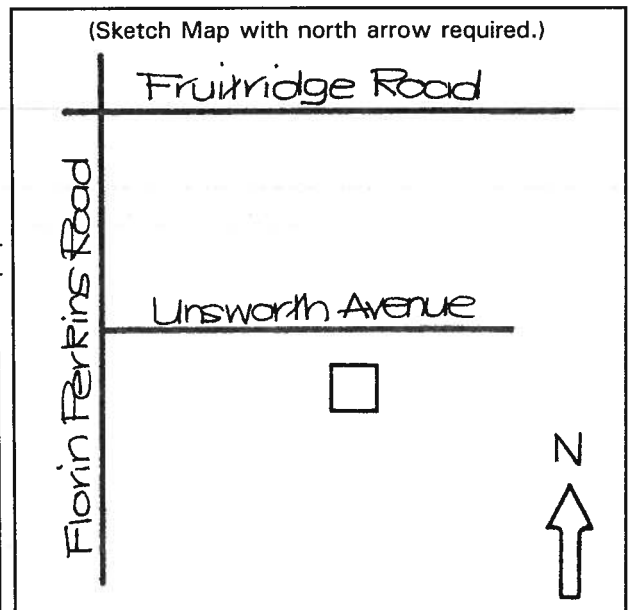 (Sketch Map with north arrow required.)
Fruitridge Road
Florin Perkins Road
Unsworth Avenue
N